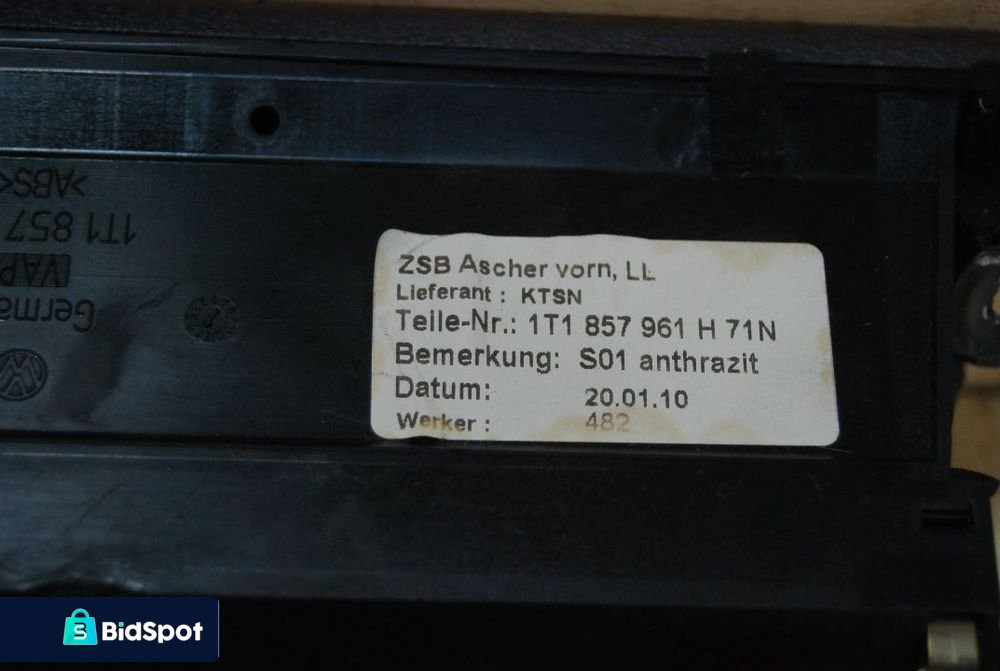 >ABS<
1T1 857
Germa
ZSB Ascher vorn, LL
Lieferant : KTSN
Teile-Nr.: 1T1 857 961 H 71N
Bemerkung: S01 anthrazit
Datum: 20.01.10
Werker : 482
BidSpot